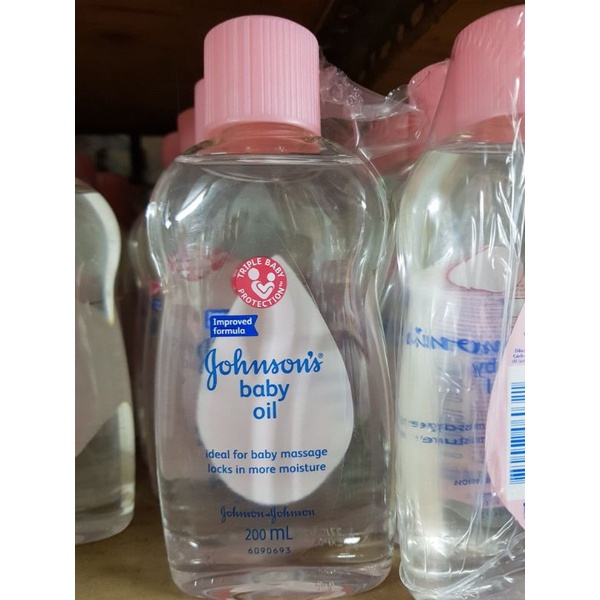 TRIPLE BABY
PROTECTION™
Improved
formula
Johnson's®
baby
oil
ideal for baby massage
locks in more moisture
Johnson & Johnson
200 mL
6090693